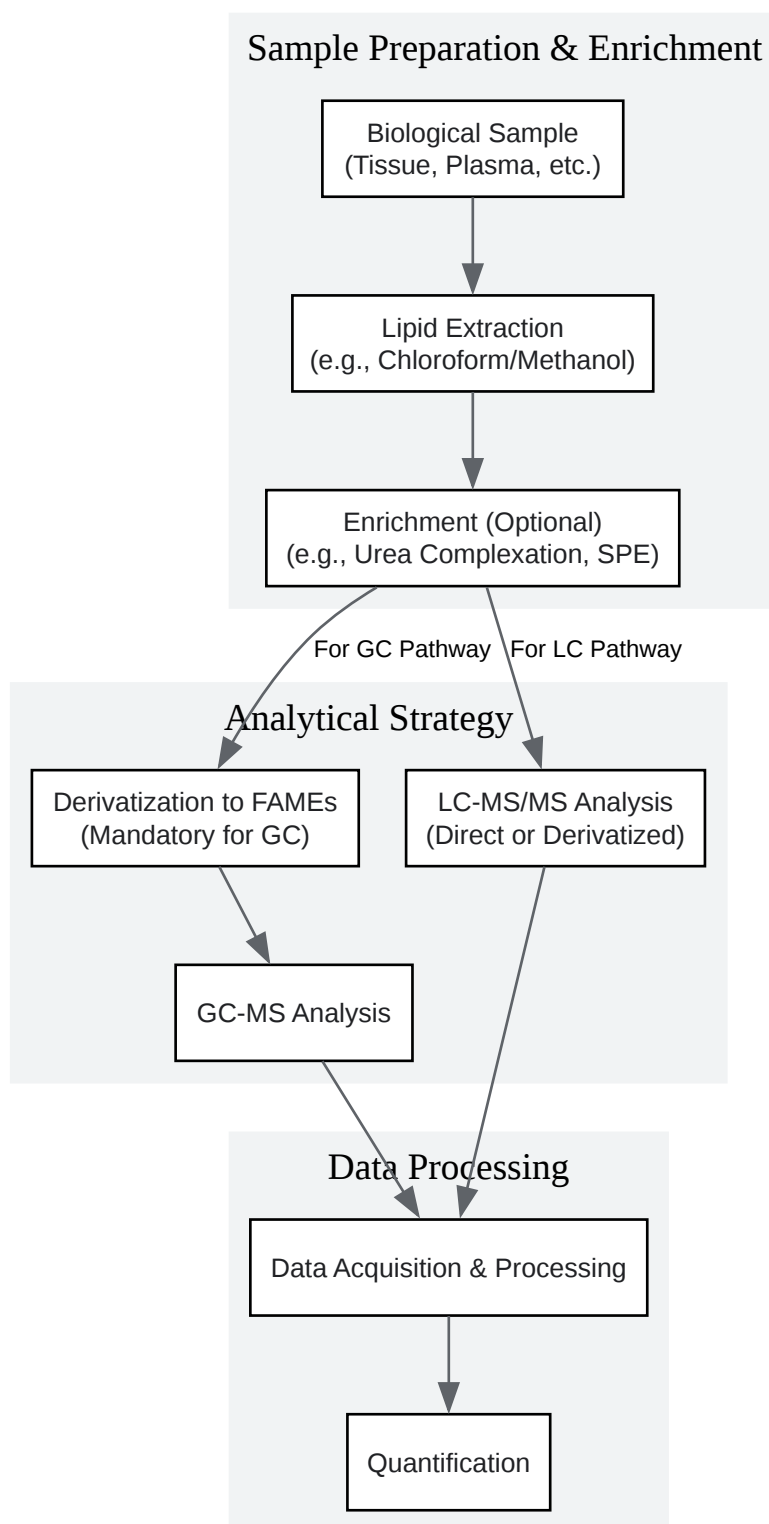 Sample Preparation & Enrichment
Biological Sample
(Tissue, Plasma, etc.)
Lipid Extraction
(e.g., Chloroform/Methanol)
Enrichment (Optional)
(e.g., Urea Complexation, SPE)
For GC Pathway
For LC Pathway
Analytical Strategy
Derivatization to FAMEs
(Mandatory for GC)
LC-MS/MS Analysis
(Direct or Derivatized)
GC-MS Analysis
Data Processing
Data Acquisition & Processing
Quantification